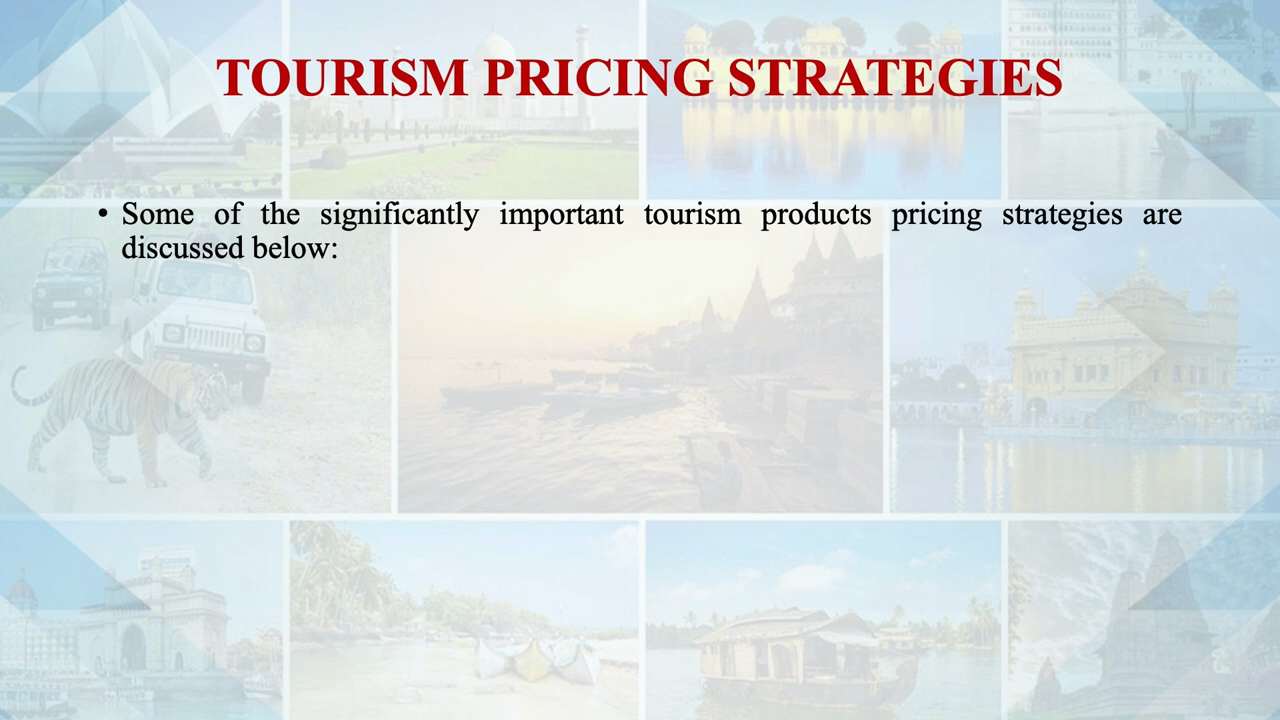 TOURISM PRICING STRATEGIES
• Some of the significantly important tourism products pricing strategies are
discussed below: